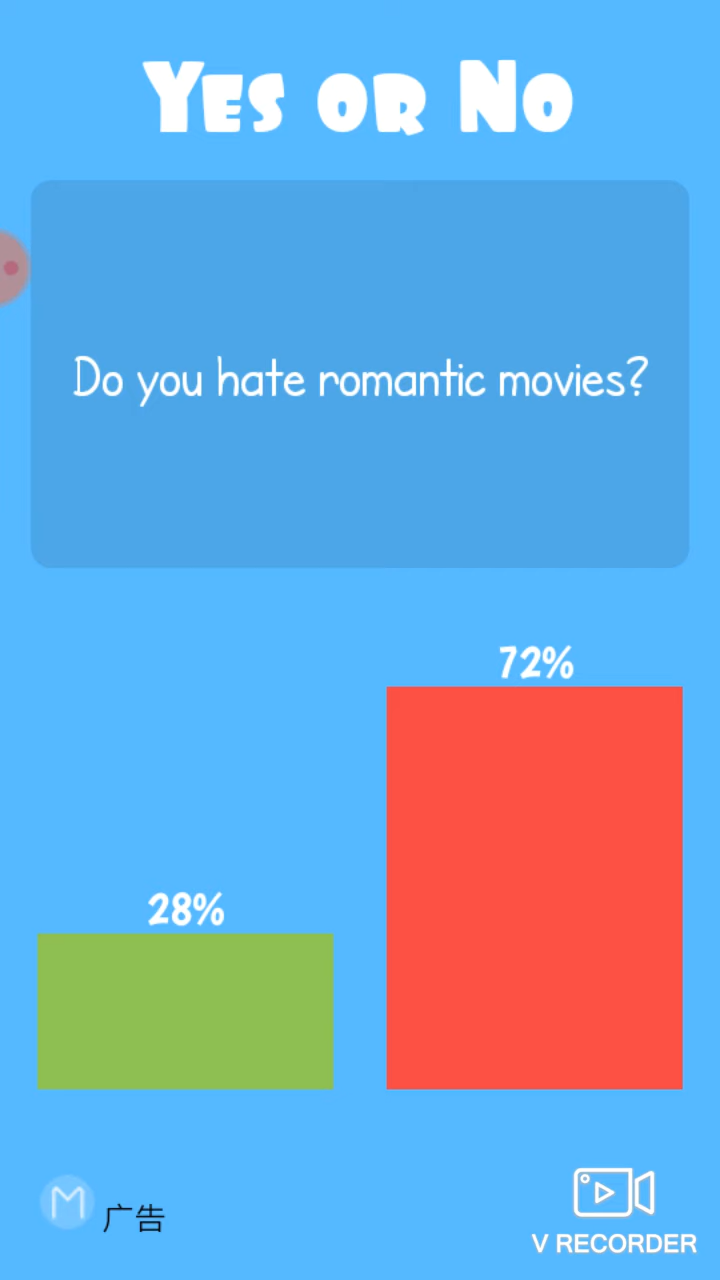 Yes or No
Do you hate romantic movies?
72%
28%
M 广告
V RECORDER